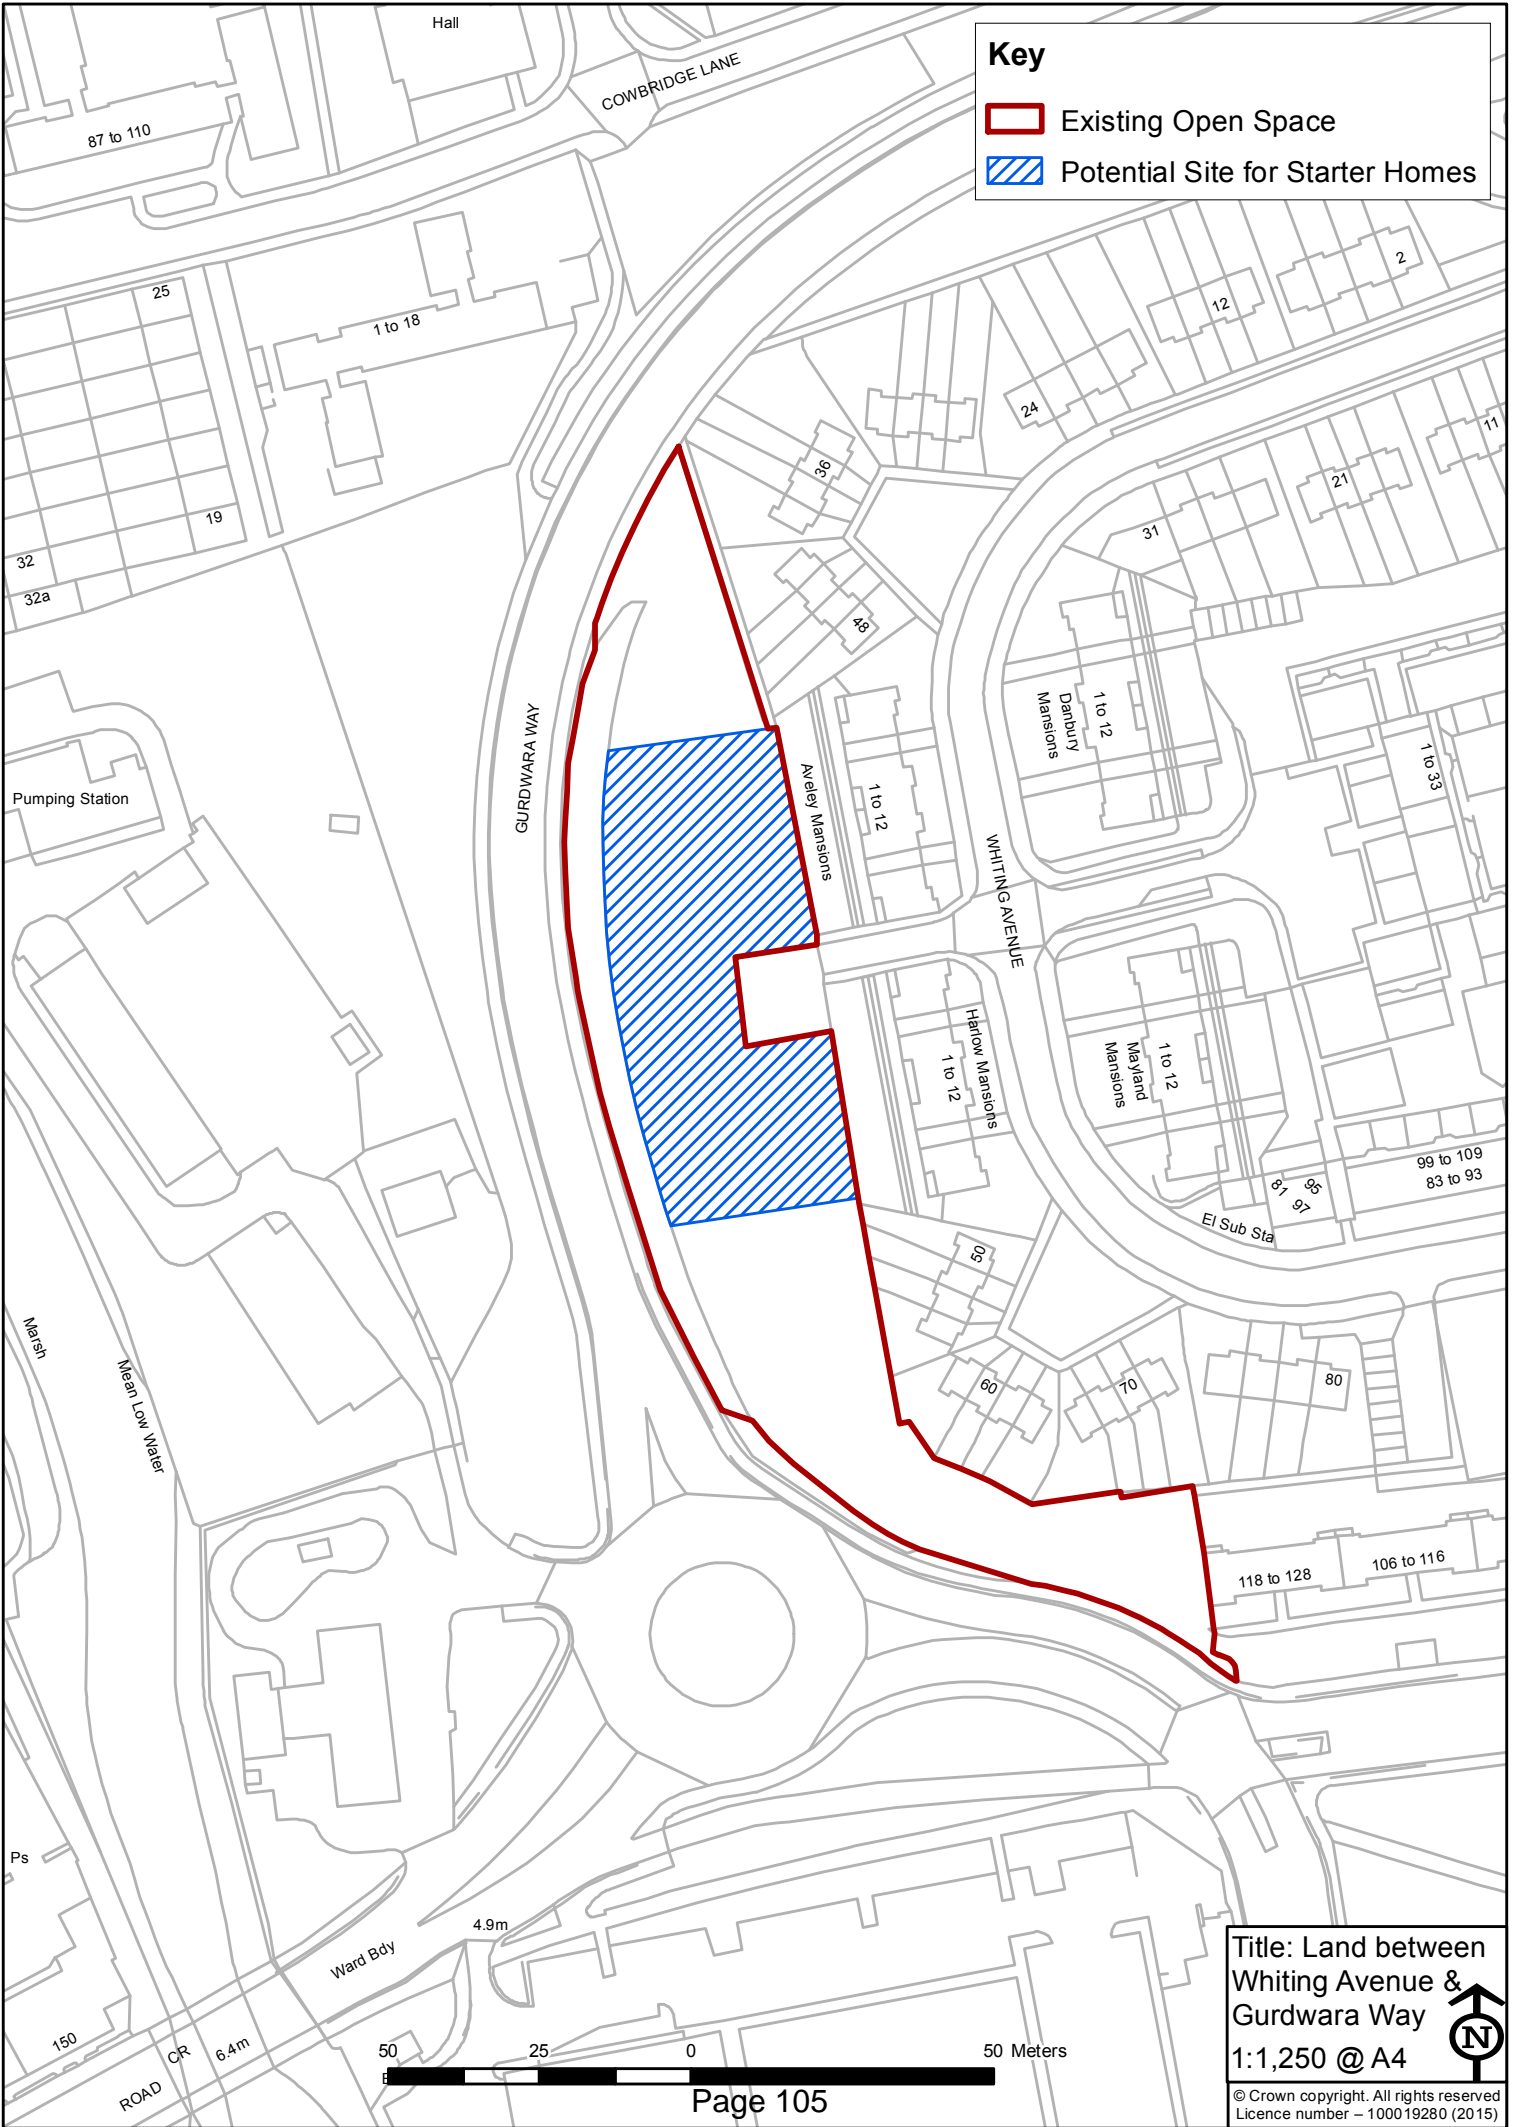 Hall
COWBRIDGE LANE
87 to 110
Key
Existing Open Space
Potential Site for Starter Homes
25
1 to 18
2
12
24
36
11
21
31
19
32
32a
48
GURDWARA WAY
Danbury
Mansions
1 to 12
1 to 33
Pumping Station
Aveley Mansions
1 to 12
WHITING AVENUE
Harlow Mansions
1 to 12
Mayland
Mansions
1 to 12
99 to 109
83 to 93
81
95
97
El Sub Sta
50
60
70
80
Marsh
Mean Low Water
118 to 128
106 to 116
Ps
4.9m
Ward Bdy
150
CR
6.4m
ROAD
50
25
0
50 Meters
Page 105
Title: Land between
Whiting Avenue &
Gurdwara Way
1:1,250 @ A4
N
© Crown copyright. All rights reserved
Licence number – 100019280 (2015)